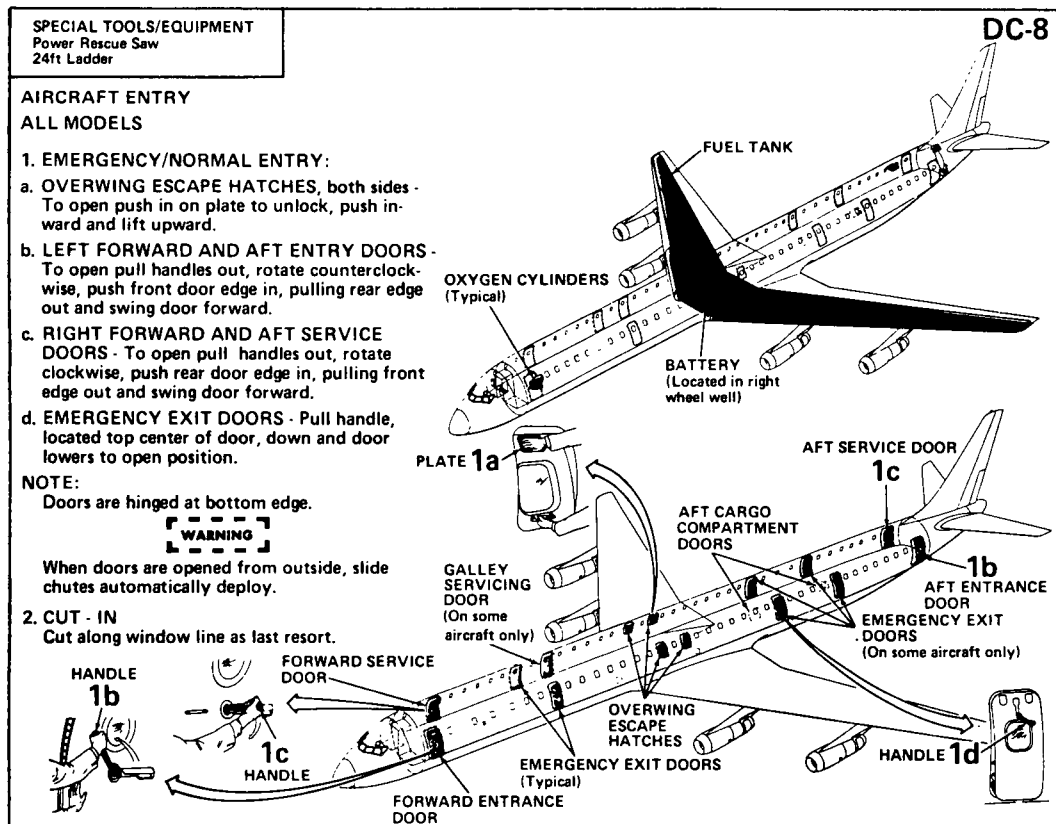 SPECIAL TOOLS/EQUIPMENT
Power Rescue Saw
24ft Ladder
DC-8
AIRCRAFT ENTRY
ALL MODELS
1. EMERGENCY/NORMAL ENTRY:
a. OVERWING ESCAPE HATCHES, both sides -
To open push in on plate to unlock, push in-
ward and lift upward.
b. LEFT FORWARD AND AFT ENTRY DOORS -
To open pull handles out, rotate counterclock-
wise, push front door edge in, pulling rear edge
out and swing door forward.
c. RIGHT FORWARD AND AFT SERVICE
DOORS - To open pull handles out, rotate
clockwise, push rear door edge in, pulling front
edge out and swing door forward.
d. EMERGENCY EXIT DOORS - Pull handle,
located top center of door, down and door
lowers to open position.
NOTE:
Doors are hinged at bottom edge.
WARNING
When doors are opened from outside, slide
chutes automatically deploy.
2. CUT - IN
Cut along window line as last resort.
FUEL TANK
OXYGEN CYLINDERS
(Typical)
BATTERY
(Located in right
wheel well)
PLATE 1a
AFT SERVICE DOOR
1c
AFT CARGO
COMPARTMENT
DOORS
GALLEY
SERVICING
DOOR
(On some
aircraft only)
1b
AFT ENTRANCE
DOOR
EMERGENCY EXIT
DOORS
(On some aircraft only)
FORWARD SERVICE
DOOR
HANDLE
1b
1c
HANDLE
OVERWING
ESCAPE
HATCHES
EMERGENCY EXIT DOORS
(Typical)
HANDLE 1d
FORWARD ENTRANCE
DOOR